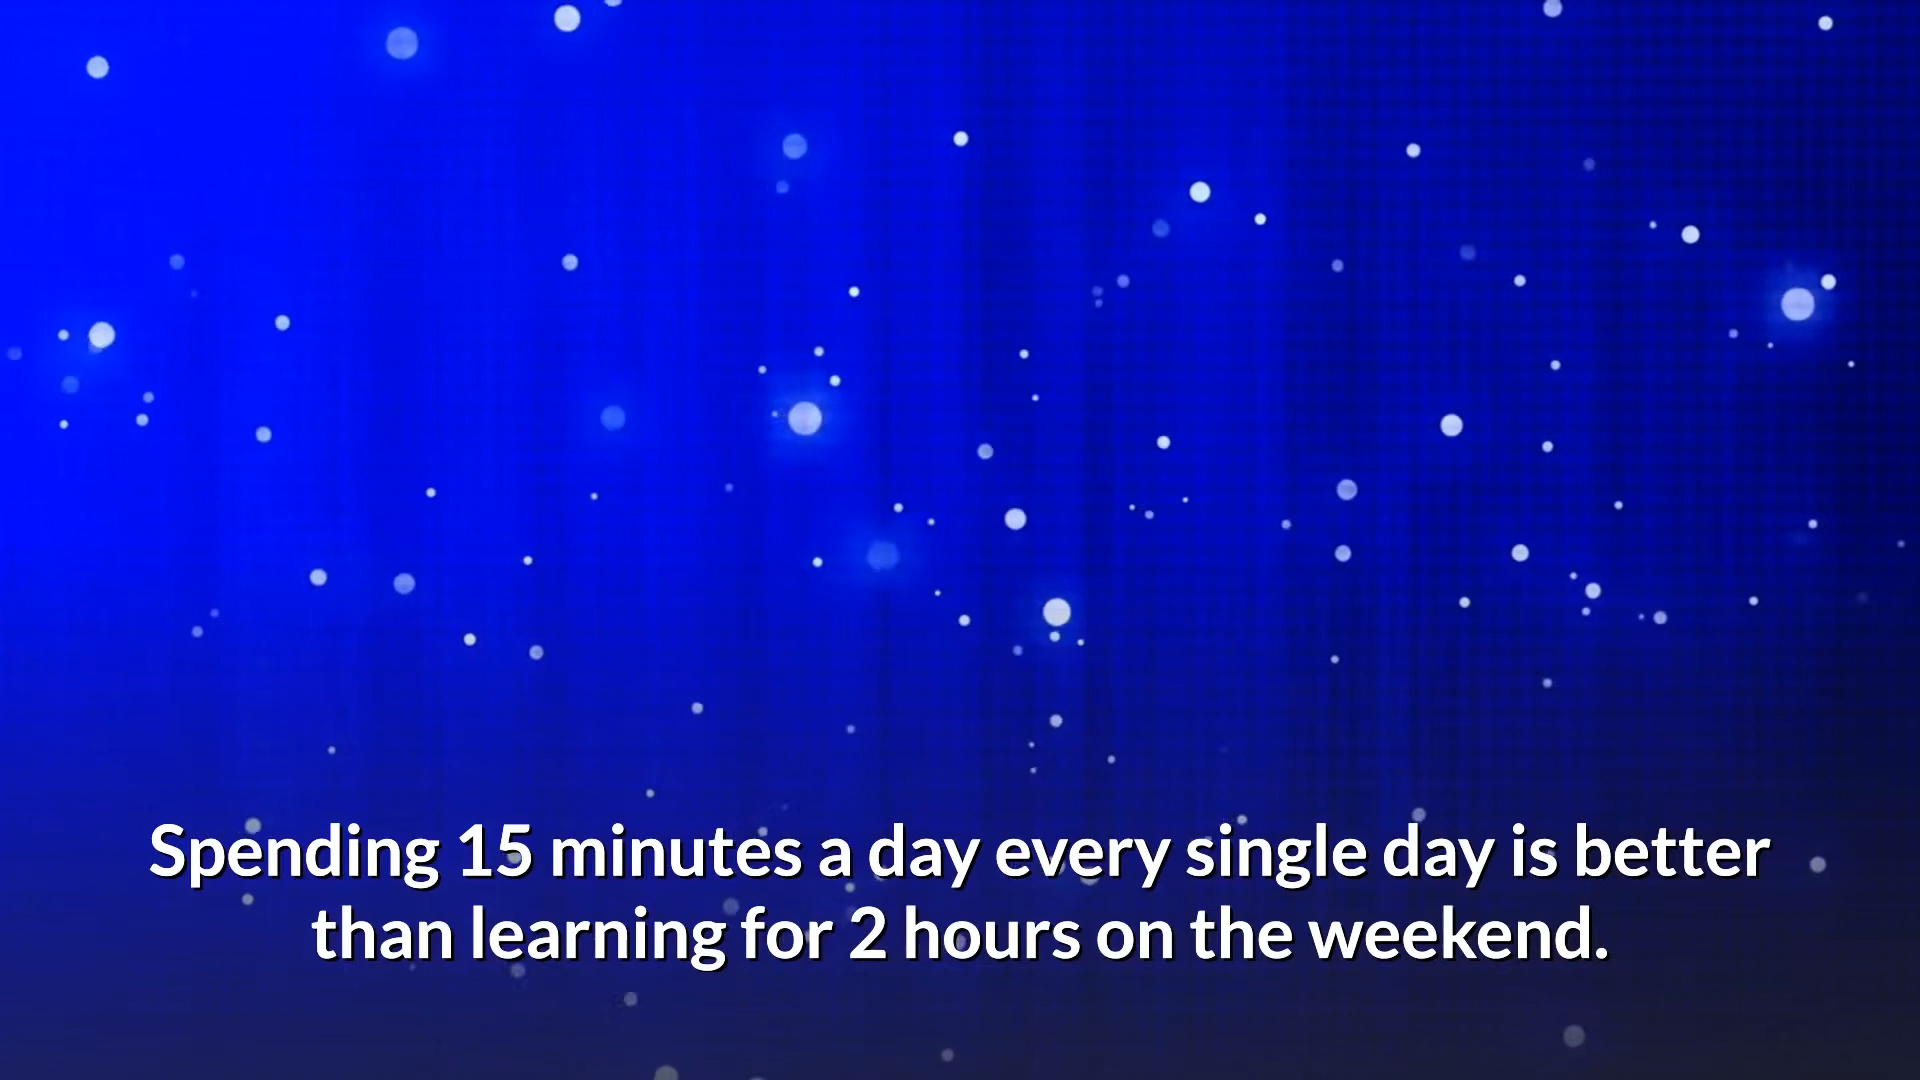 Spending 15 minutes a day every single day is better
than learning for 2 hours on the weekend.